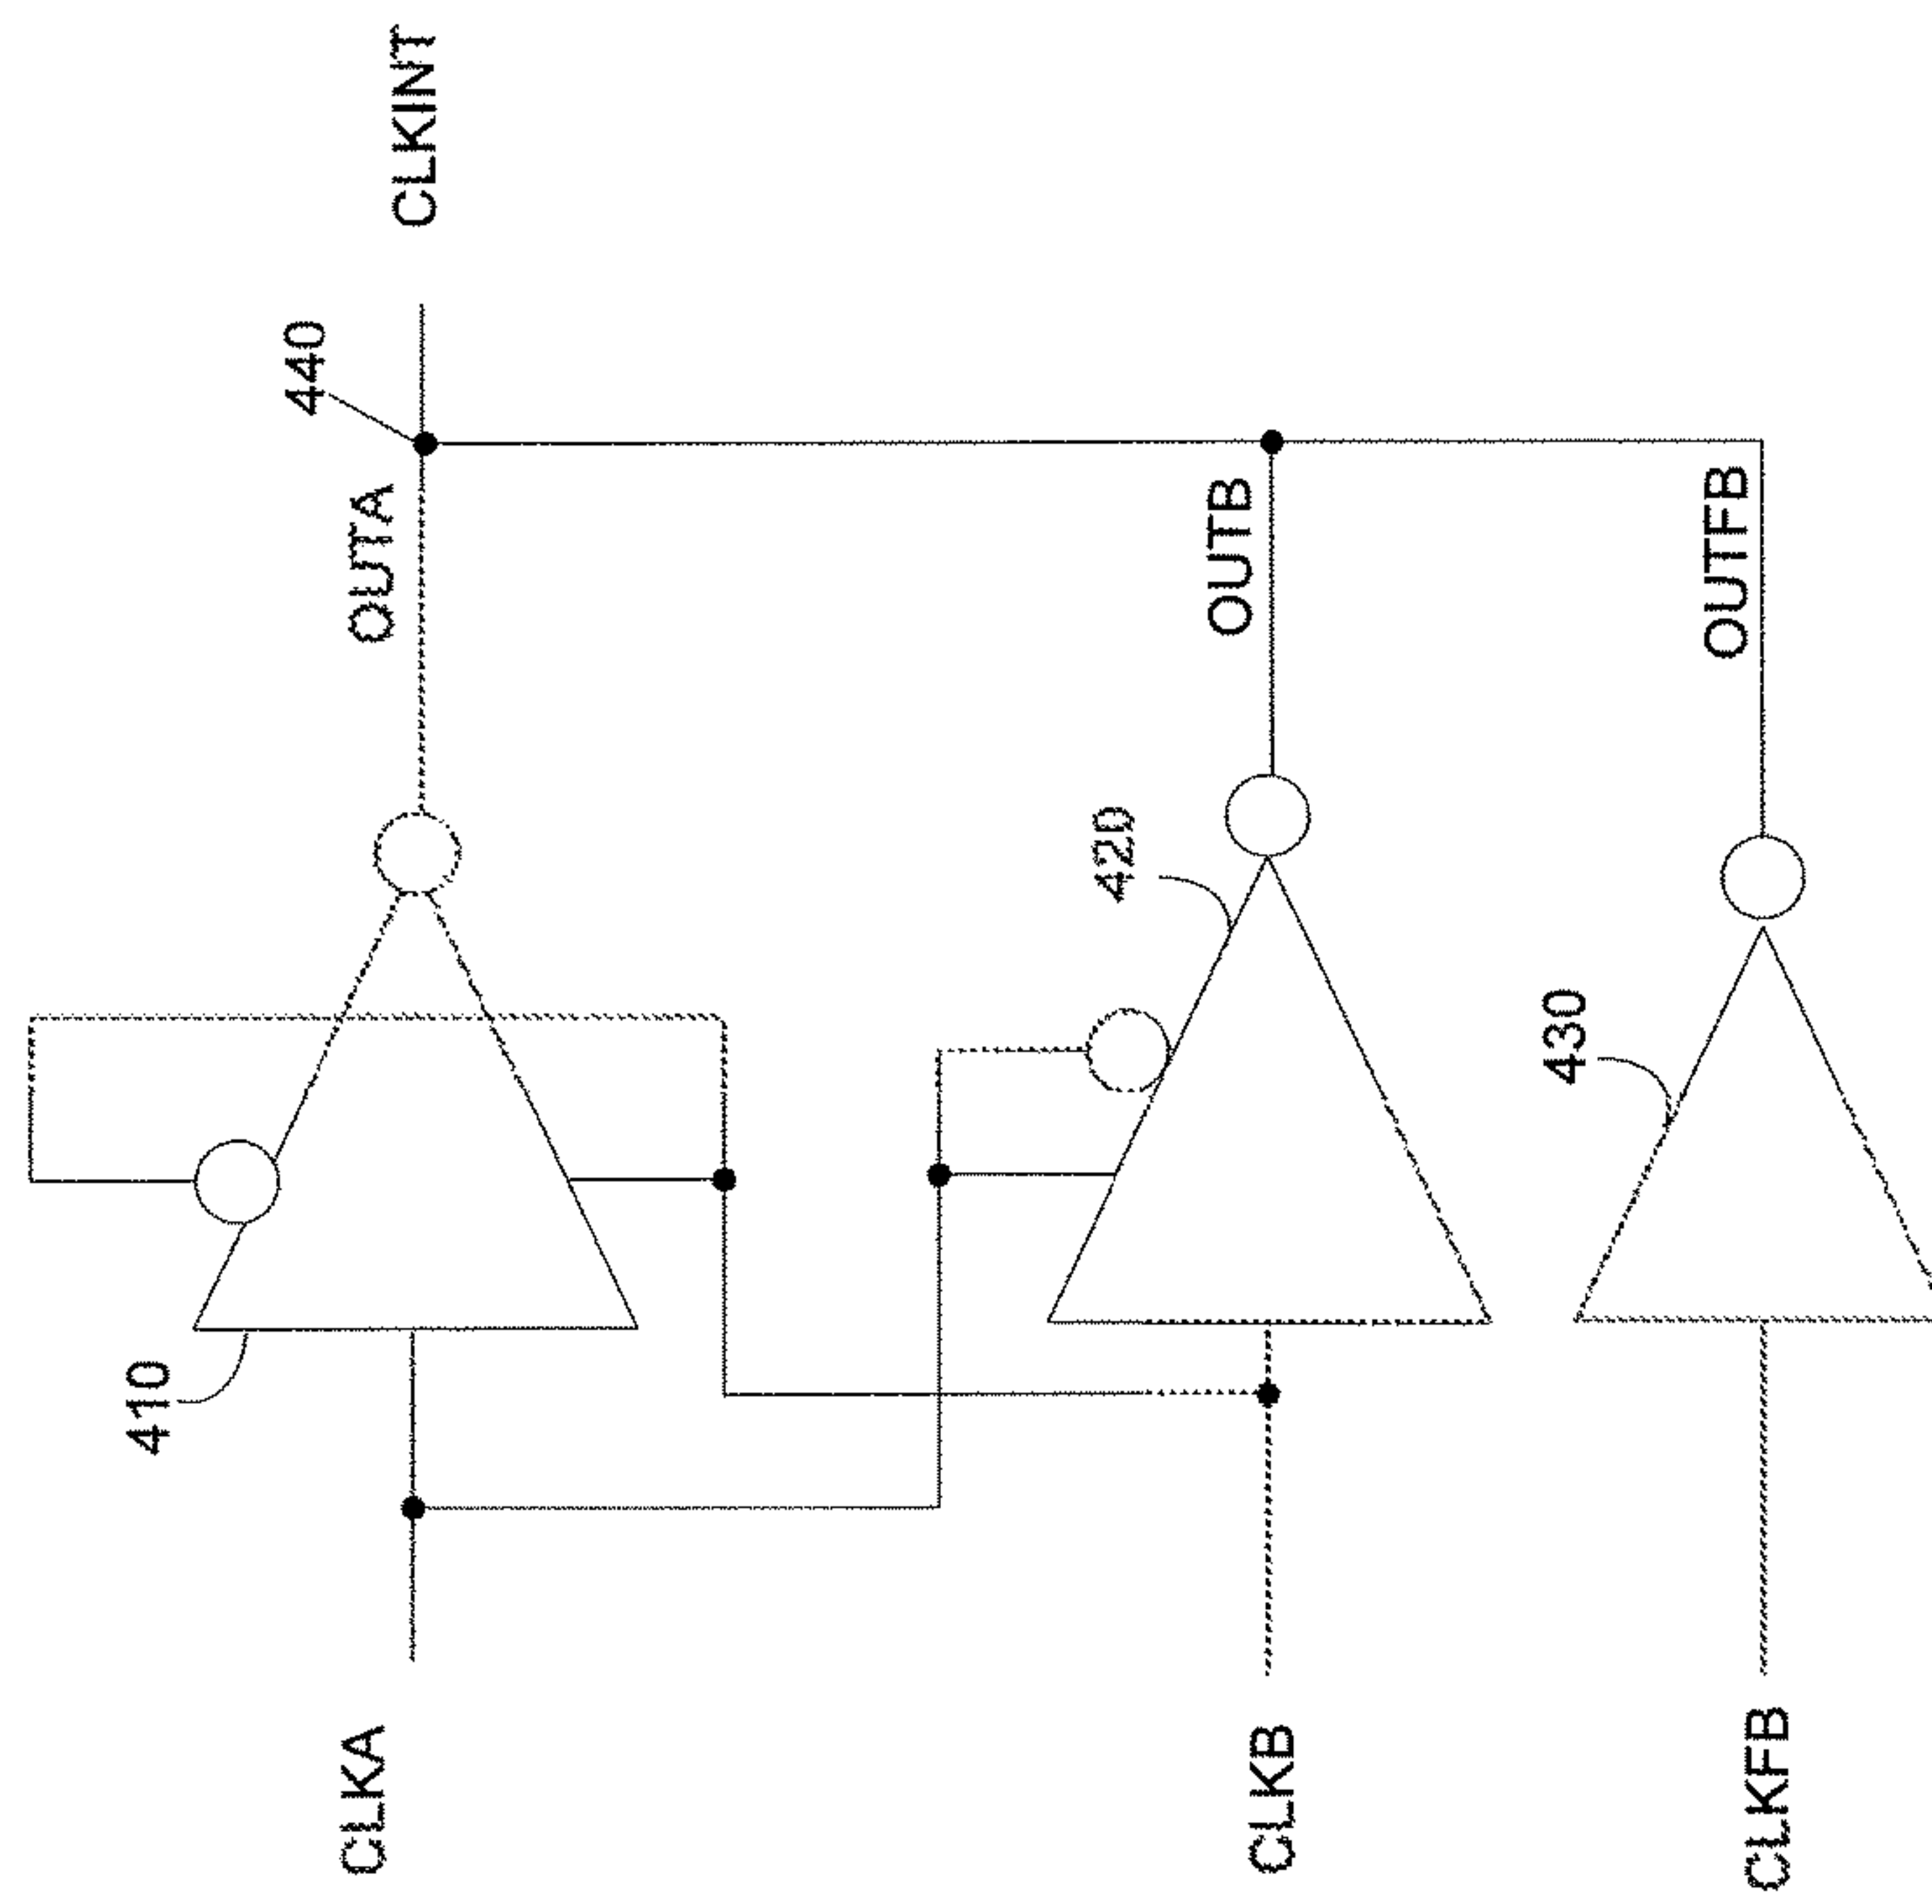 CLKINT
440
OUTA
OUTB
OUTFB
410
420
430
CLKA
CLKB
CLKFB